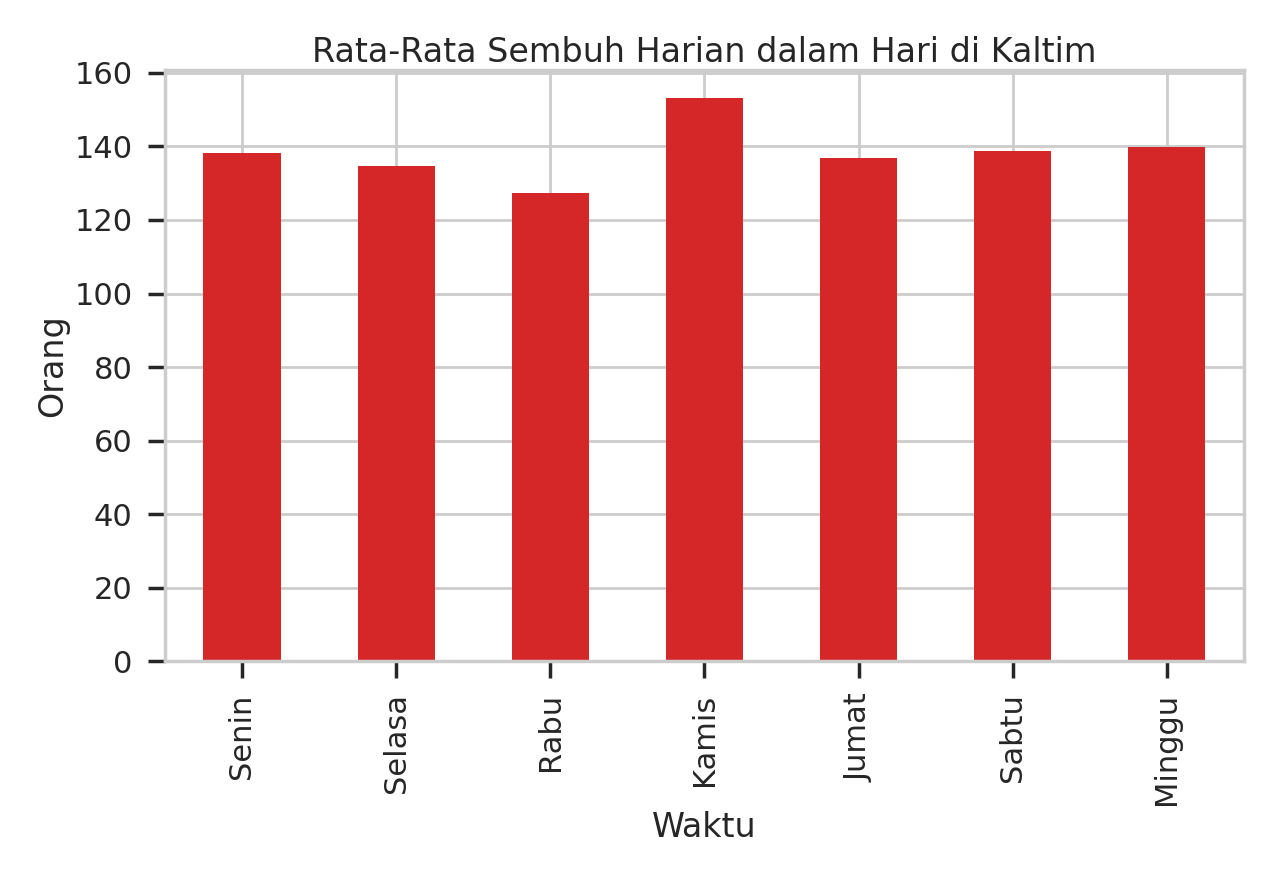 Rata-Rata Sembuh Harian dalam Hari di Kaltim
160
140
120
100
80
60
40
20
0
Orang
Senin
Selasa
Rabu
Kamis
Jumat
Sabtu
Minggu
Waktu